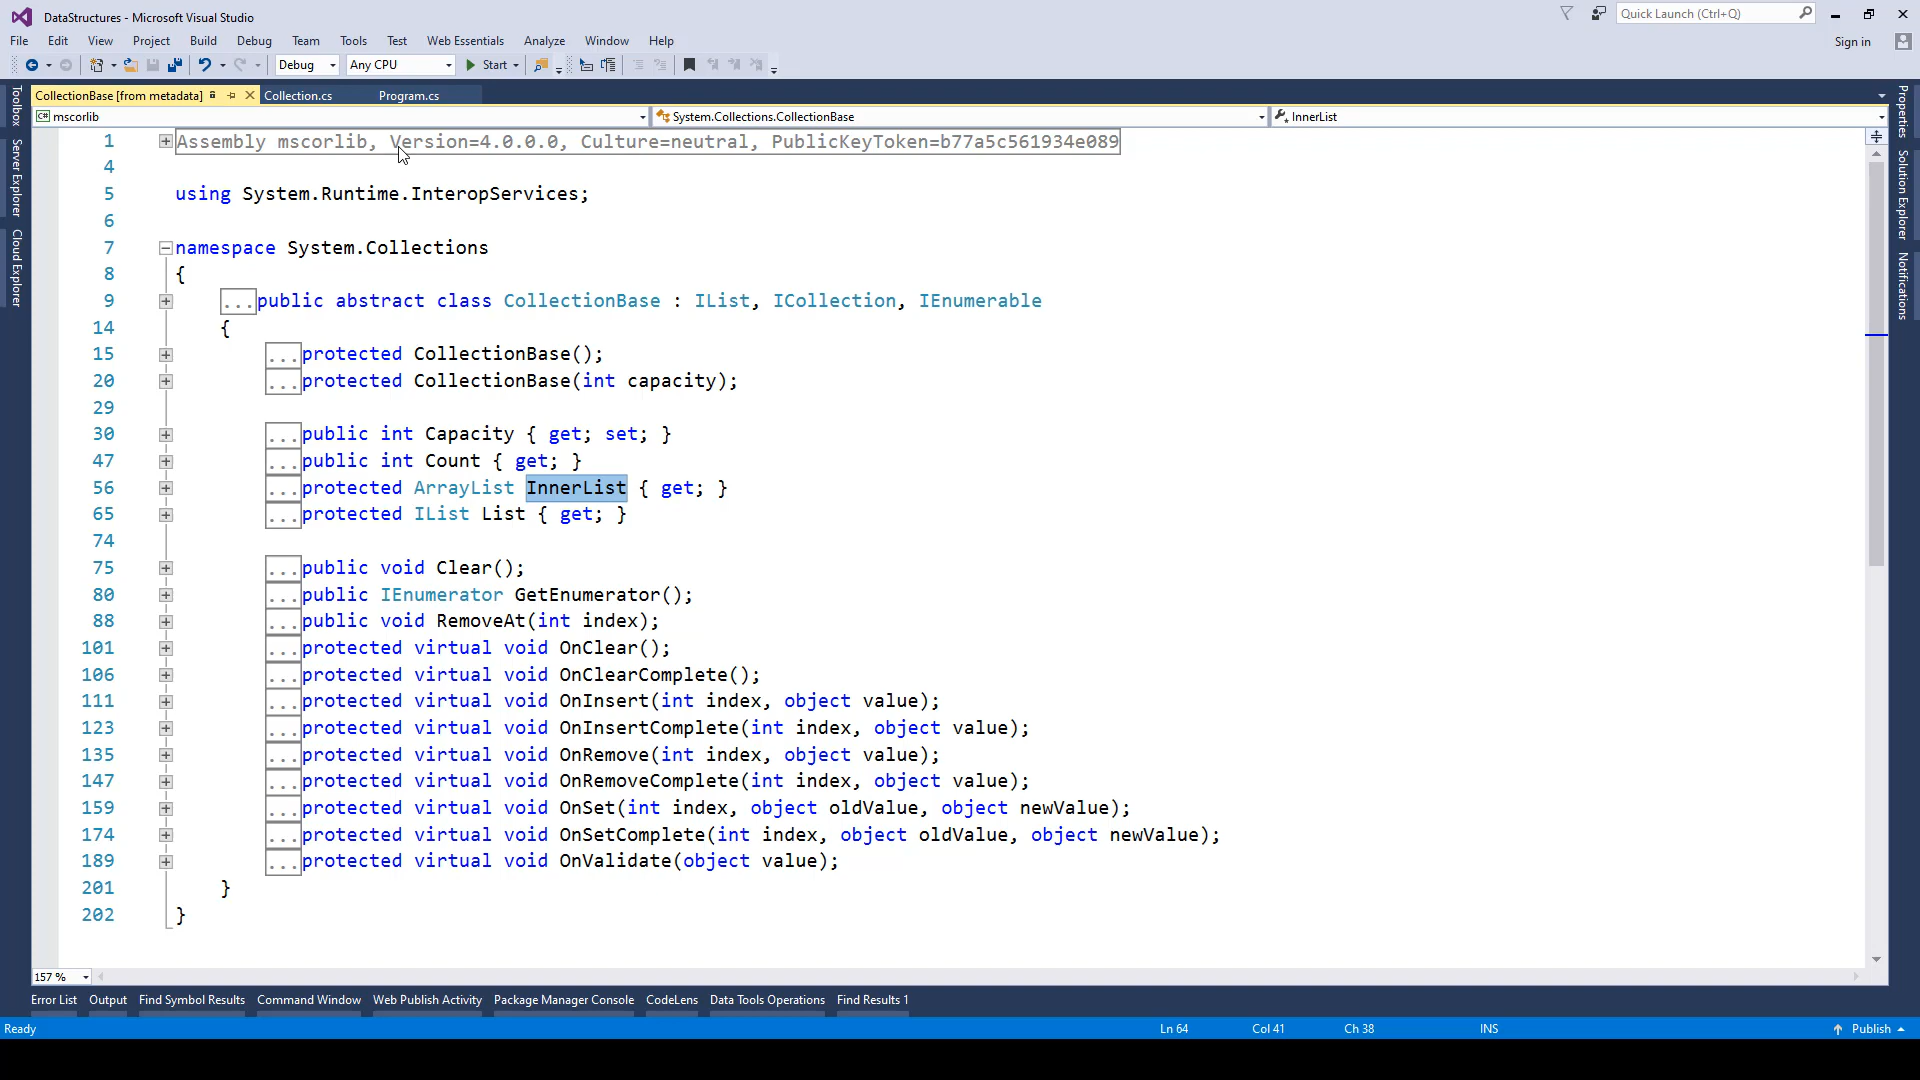 DataStructures - Microsoft Visual Studio
Quick Launch (Ctrl+Q)
File Edit View Project Build Debug Team Tools Test Web Essentials Analyze Window Help
Sign in
Debug Any CPU Start
CollectionBase [from metadata] Collection.cs Program.cs
mscorlib System.Collections.CollectionBase InnerList
Toolbox
Server Explorer
Cloud Explorer
1 Assembly mscorlib, Version=4.0.0.0, Culture=neutral, PublicKeyToken=b77a5c561934e089
4
5 using System.Runtime.InteropServices;
6
7 namespace System.Collections
8 {
9 ...public abstract class CollectionBase : IList, ICollection, IEnumerable
14 {
15 ...protected CollectionBase();
20 ...protected CollectionBase(int capacity);
29
30 ...public int Capacity { get; set; }
47 ...public int Count { get; }
56 ...protected ArrayList InnerList { get; }
65 ...protected IList List { get; }
74
75 ...public void Clear();
80 ...public IEnumerator GetEnumerator();
88 ...public void RemoveAt(int index);
101 ...protected virtual void OnClear();
106 ...protected virtual void OnClearComplete();
111 ...protected virtual void OnInsert(int index, object value);
123 ...protected virtual void OnInsertComplete(int index, object value);
135 ...protected virtual void OnRemove(int index, object value);
147 ...protected virtual void OnRemoveComplete(int index, object value);
159 ...protected virtual void OnSet(int index, object oldValue, object newValue);
174 ...protected virtual void OnSetComplete(int index, object oldValue, object newValue);
189 ...protected virtual void OnValidate(object value);
201 }
202 }
Properties
Solution Explorer
Notifications
157 %
Error List Output Find Symbol Results Command Window Web Publish Activity Package Manager Console CodeLens Data Tools Operations Find Results 1
Ready Ln 64 Col 41 Ch 38 INS Publish